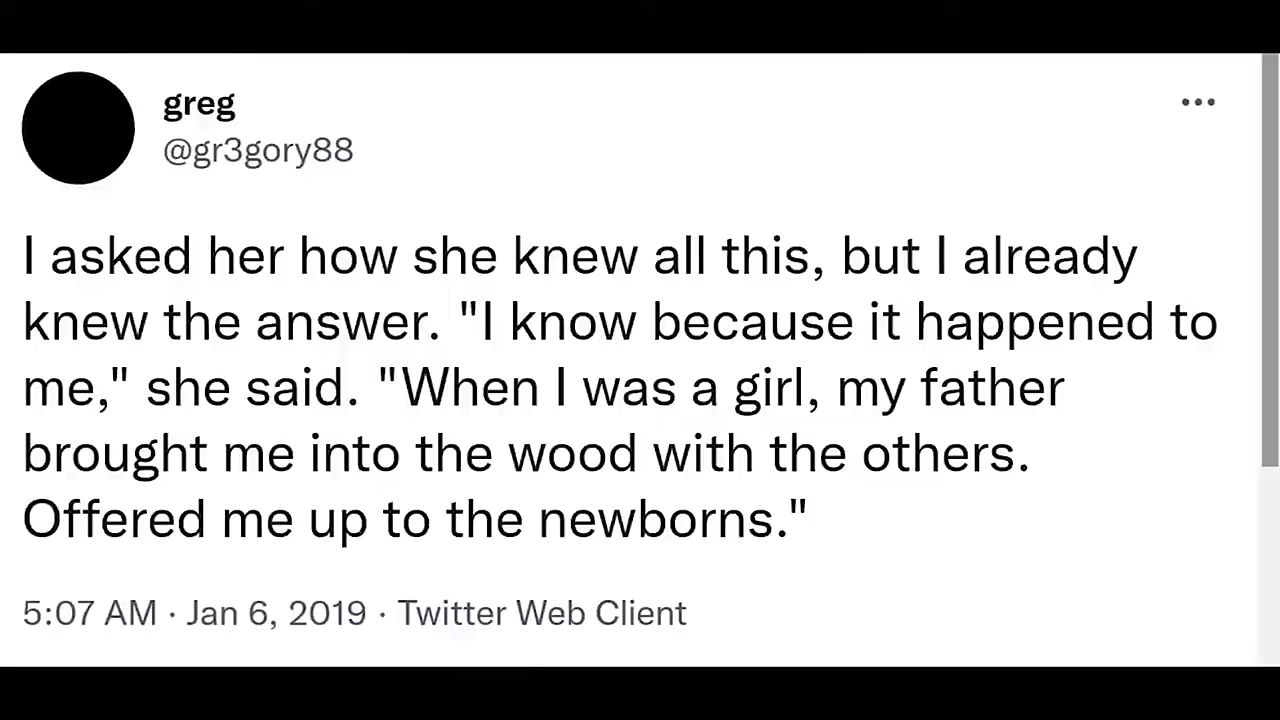 greg
@gr3gory88
I asked her how she knew all this, but I already
knew the answer. "I know because it happened to
me," she said. "When I was a girl, my father
brought me into the wood with the others.
Offered me up to the newborns."
5:07 AM · Jan 6, 2019 · Twitter Web Client